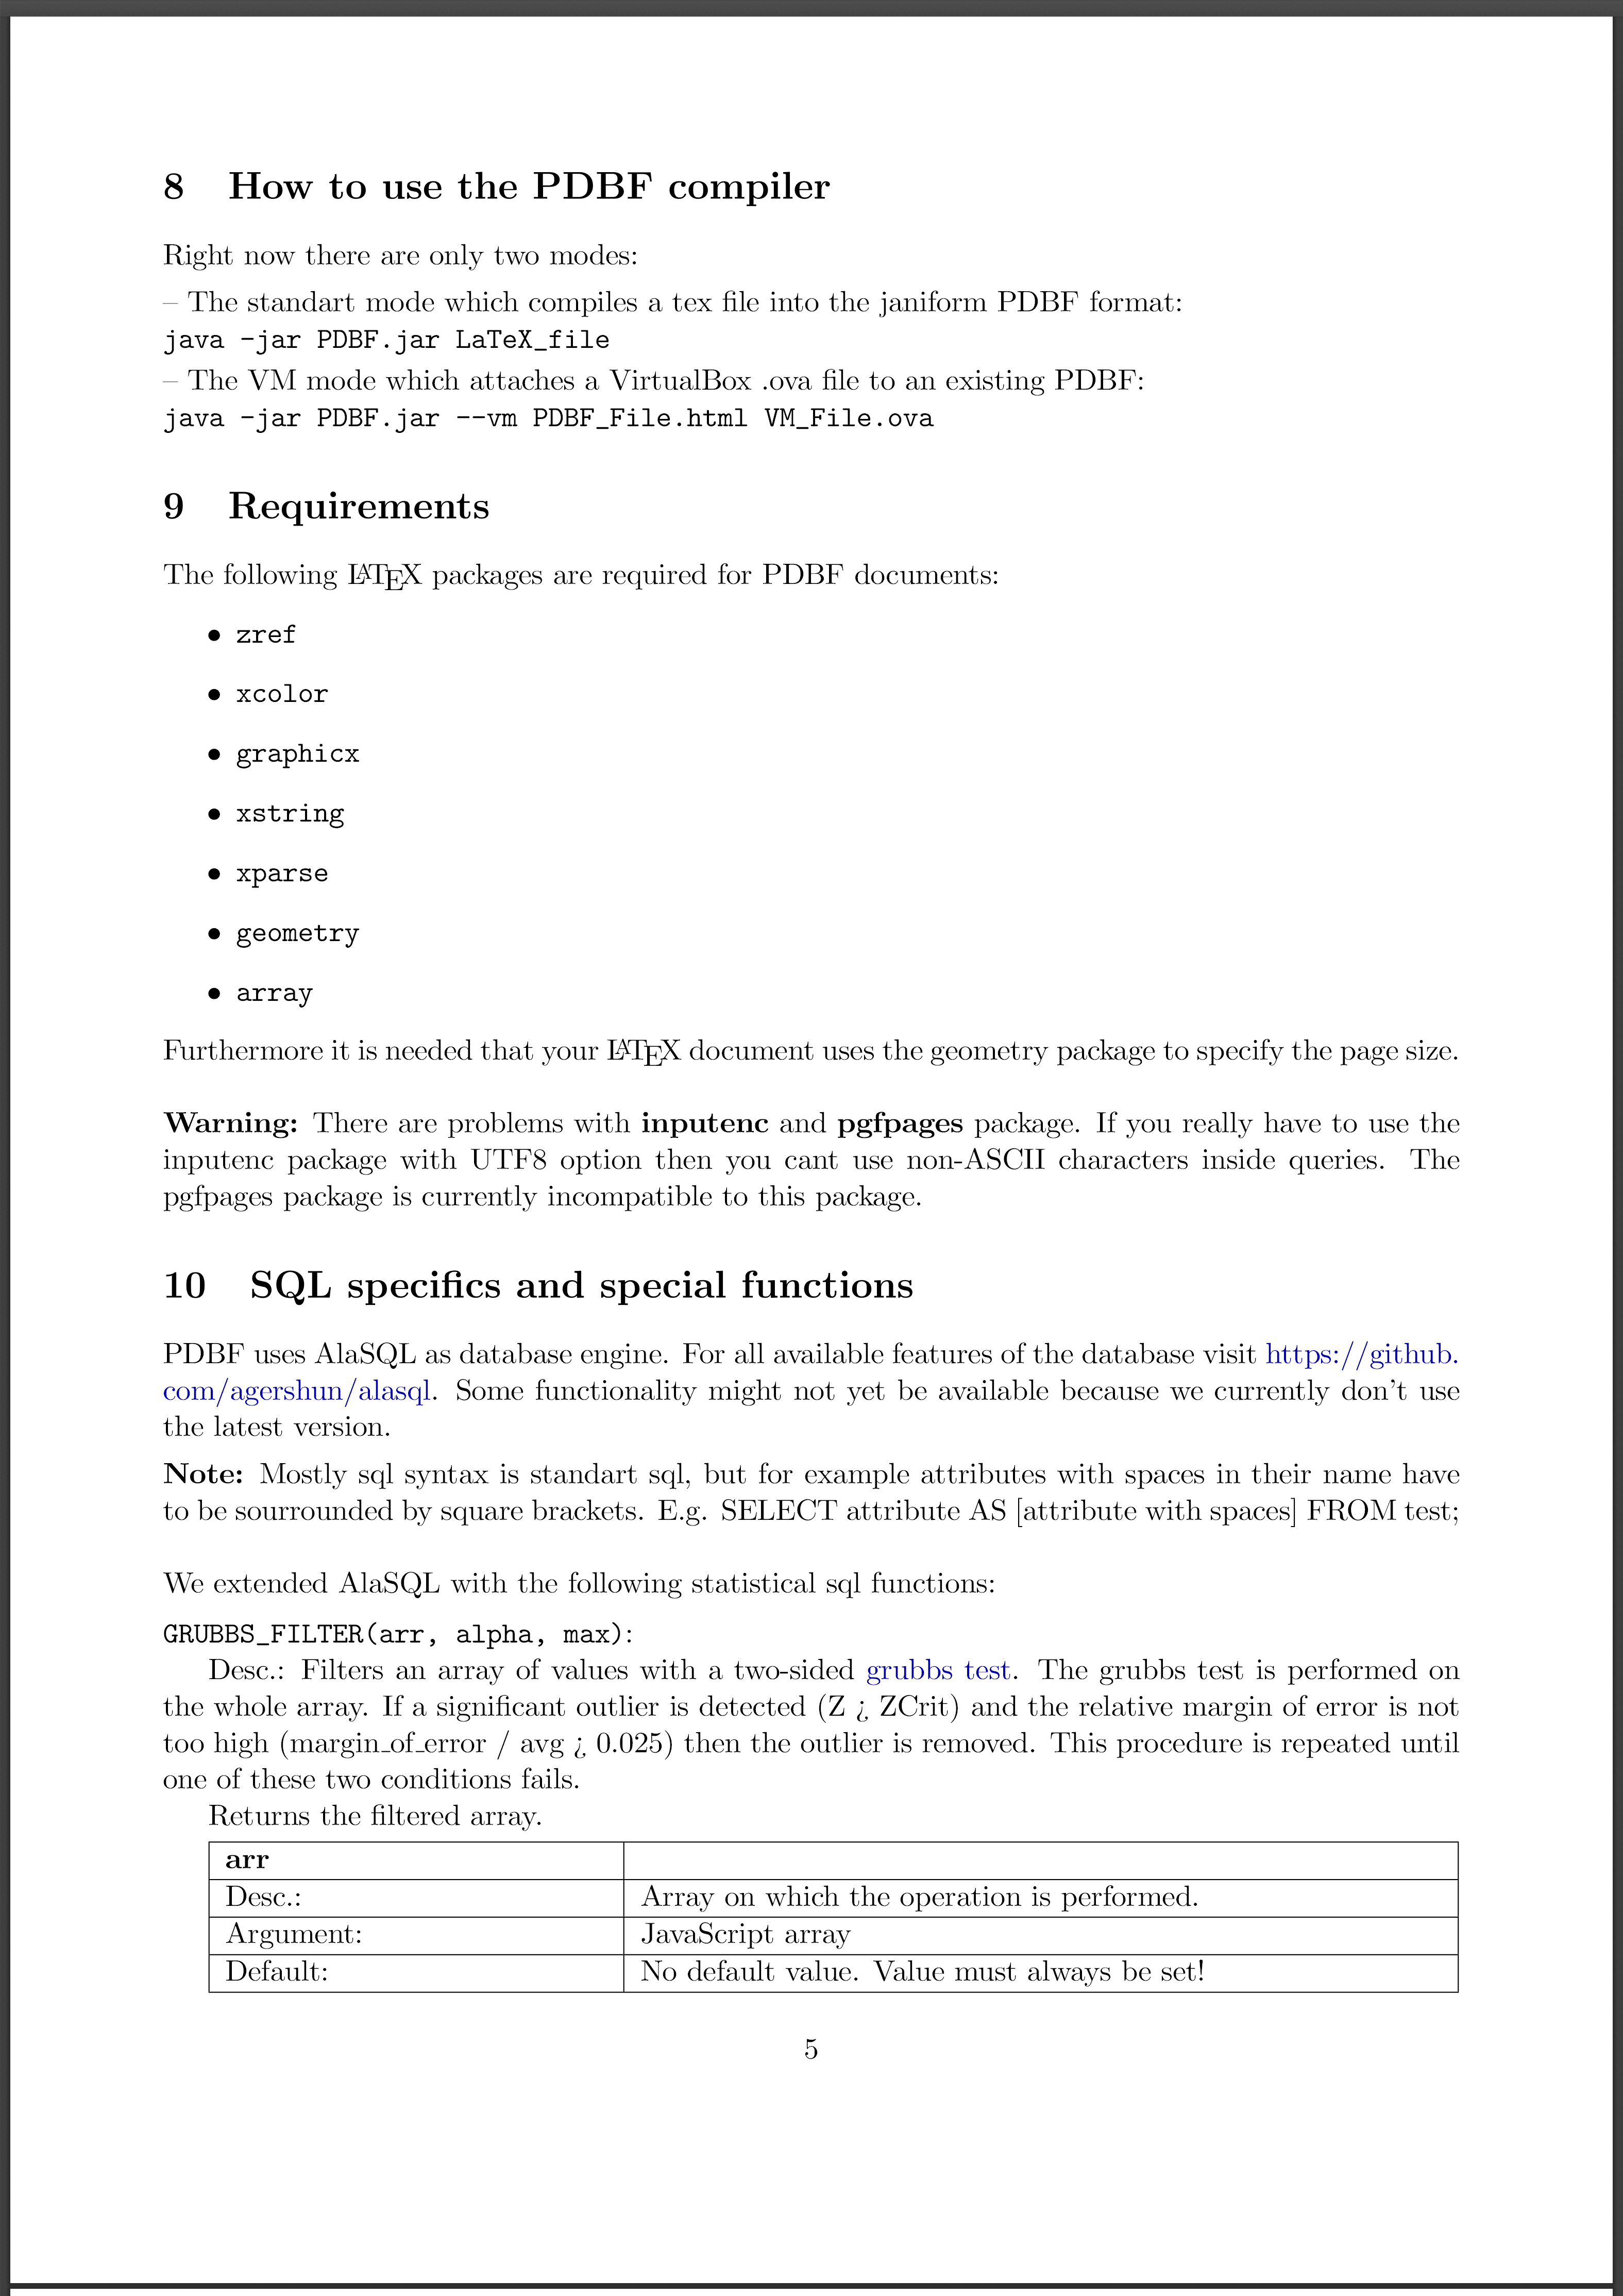 8 How to use the PDBF compiler
Right now there are only two modes:
– The standart mode which compiles a tex file into the janiform PDBF format:
java -jar PDBF.jar LaTeX_file
– The VM mode which attaches a VirtualBox .ova file to an existing PDBF:
java -jar PDBF.jar --vm PDBF_File.html VM_File.ova
9 Requirements
The following LATEX packages are required for PDBF documents:
• zref
• xcolor
• graphicx
• xstring
• xparse
• geometry
• array
Furthermore it is needed that your LATEX document uses the geometry package to specify the page size.
Warning: There are problems with inputenc and pgfpages package. If you really have to use the
inputenc package with UTF8 option then you cant use non-ASCII characters inside queries. The
pgfpages package is currently incompatible to this package.
10 SQL specifics and special functions
PDBF uses AlaSQL as database engine. For all available features of the database visit https://github.
com/agershun/alasql. Some functionality might not yet be available because we currently don't use
the latest version.
Note: Mostly sql syntax is standart sql, but for example attributes with spaces in their name have
to be sourrounded by square brackets. E.g. SELECT attribute AS [attribute with spaces] FROM test;
We extended AlaSQL with the following statistical sql functions:
GRUBBS_FILTER(arr, alpha, max):
Desc.: Filters an array of values with a two-sided grubbs test. The grubbs test is performed on
the whole array. If a significant outlier is detected (Z ¿ ZCrit) and the relative margin of error is not
too high (margin_of_error / avg ¿ 0.025) then the outlier is removed. This procedure is repeated until
one of these two conditions fails.
Returns the filtered array.
arr
Desc.: Array on which the operation is performed.
Argument: JavaScript array
Default: No default value. Value must always be set!
5